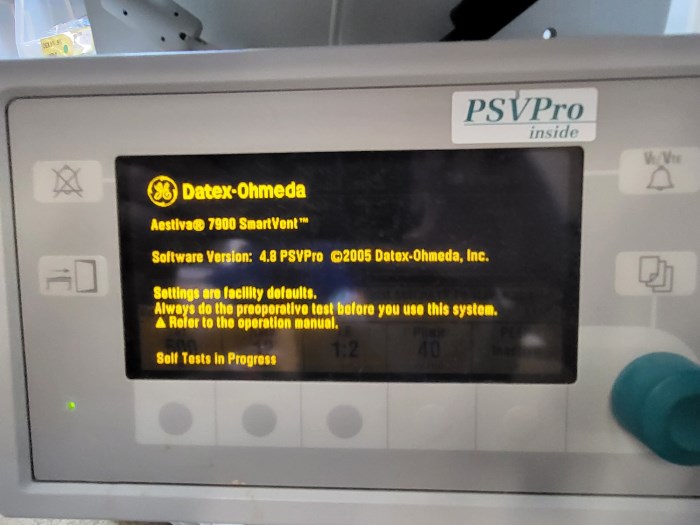 PSVPro
inside
GE Datex-Ohmeda
Aestiva® 7900 SmartVent™
Software Version: 4.8 PSVPro ©2005 Datex-Ohmeda, Inc.
Settings are facility defaults.
Always do the preoperative test before you use this system.
⚠ Refer to the operation manual.
500
1:2
40
Self Tests in Progress